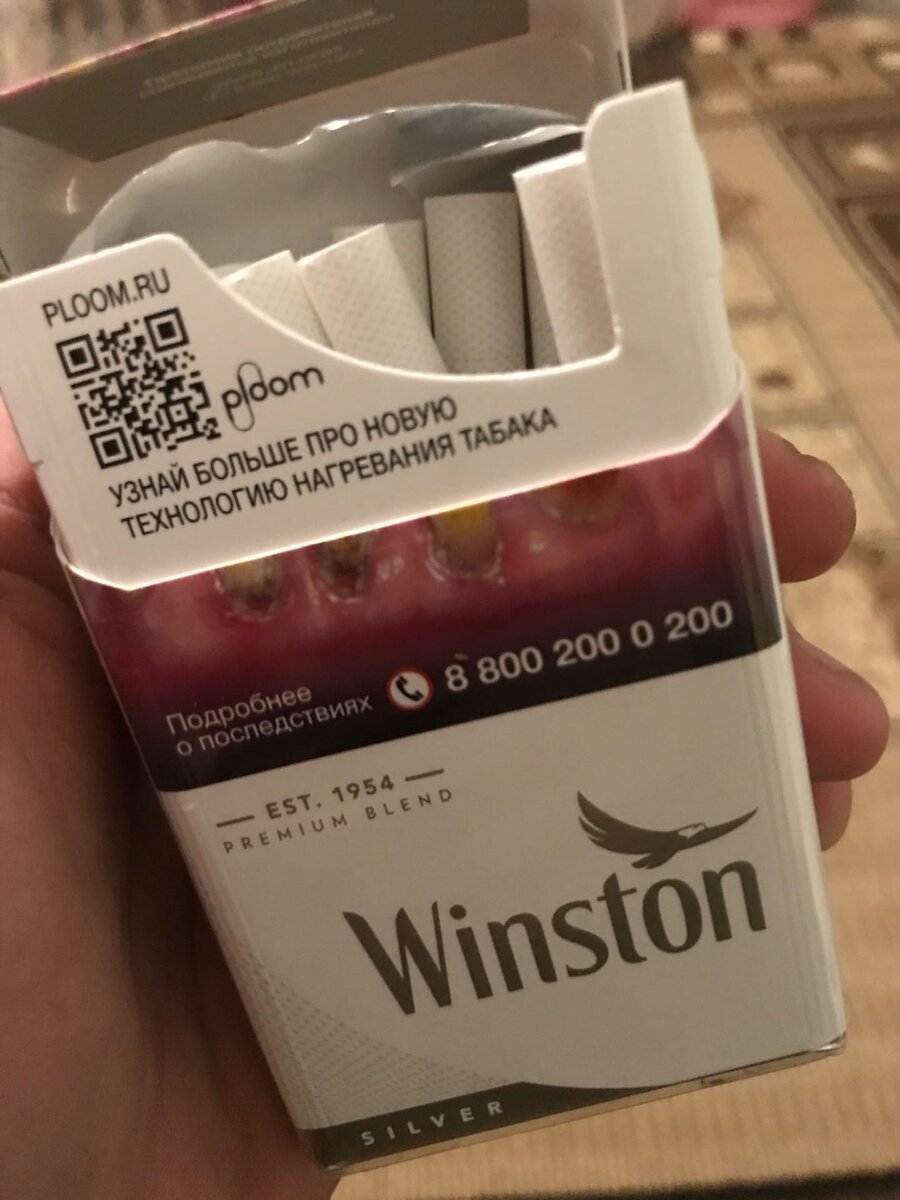 PLOOM.RU
ploom
УЗНАЙ БОЛЬШЕ ПРО НОВУЮ
ТЕХНОЛОГИЮ НАГРЕВАНИЯ ТАБАКА
Подробнее
о последствиях
8 800 200 0 200
EST. 1954
PREMIUM BLEND
Winston
SILVER